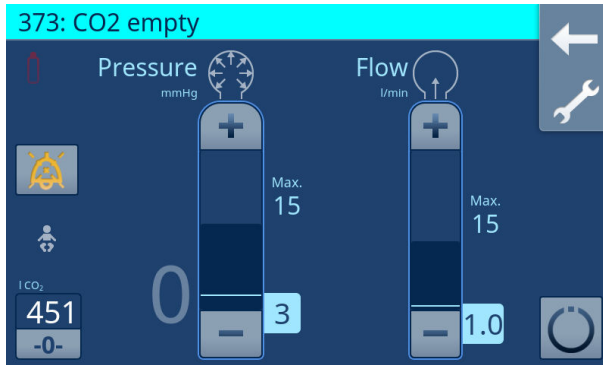 373: CO2 empty
Pressure
mmHg
Flow
l/min
Max.
15
Max.
15
l CO₂
451
-0-
0
3
1.0